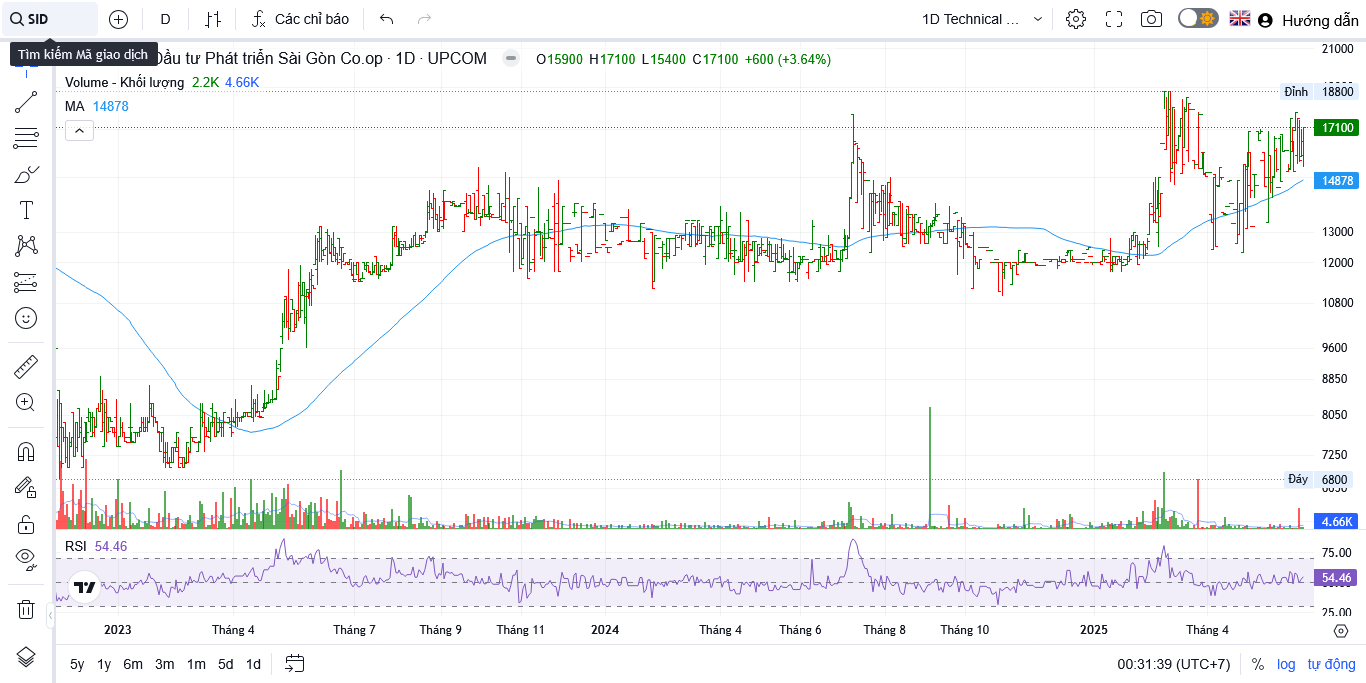 SID
D
Các chỉ báo
1D Technical ...
Hướng dẫn
Tìm kiếm Mã giao dịch
Đầu tư Phát triển Sài Gòn Co.op · 1D · UPCOM
O15900 H17100 L15400 C17100 +600 (+3.64%)
Volume - Khối lượng 2.2K 4.66K
MA 14878
21000
Đỉnh 18800
17100
14878
13000
12000
10800
9600
8850
8050
7250
Đáy 6800
4.66K
RSI 54.46
75.00
54.46
25.00
2023 Tháng 4 Tháng 7 Tháng 9 Tháng 11 2024 Tháng 4 Tháng 6 Tháng 8 Tháng 10 2025 Tháng 4
5y 1y 6m 3m 1m 5d 1d
00:31:39 (UTC+7) % log tự động